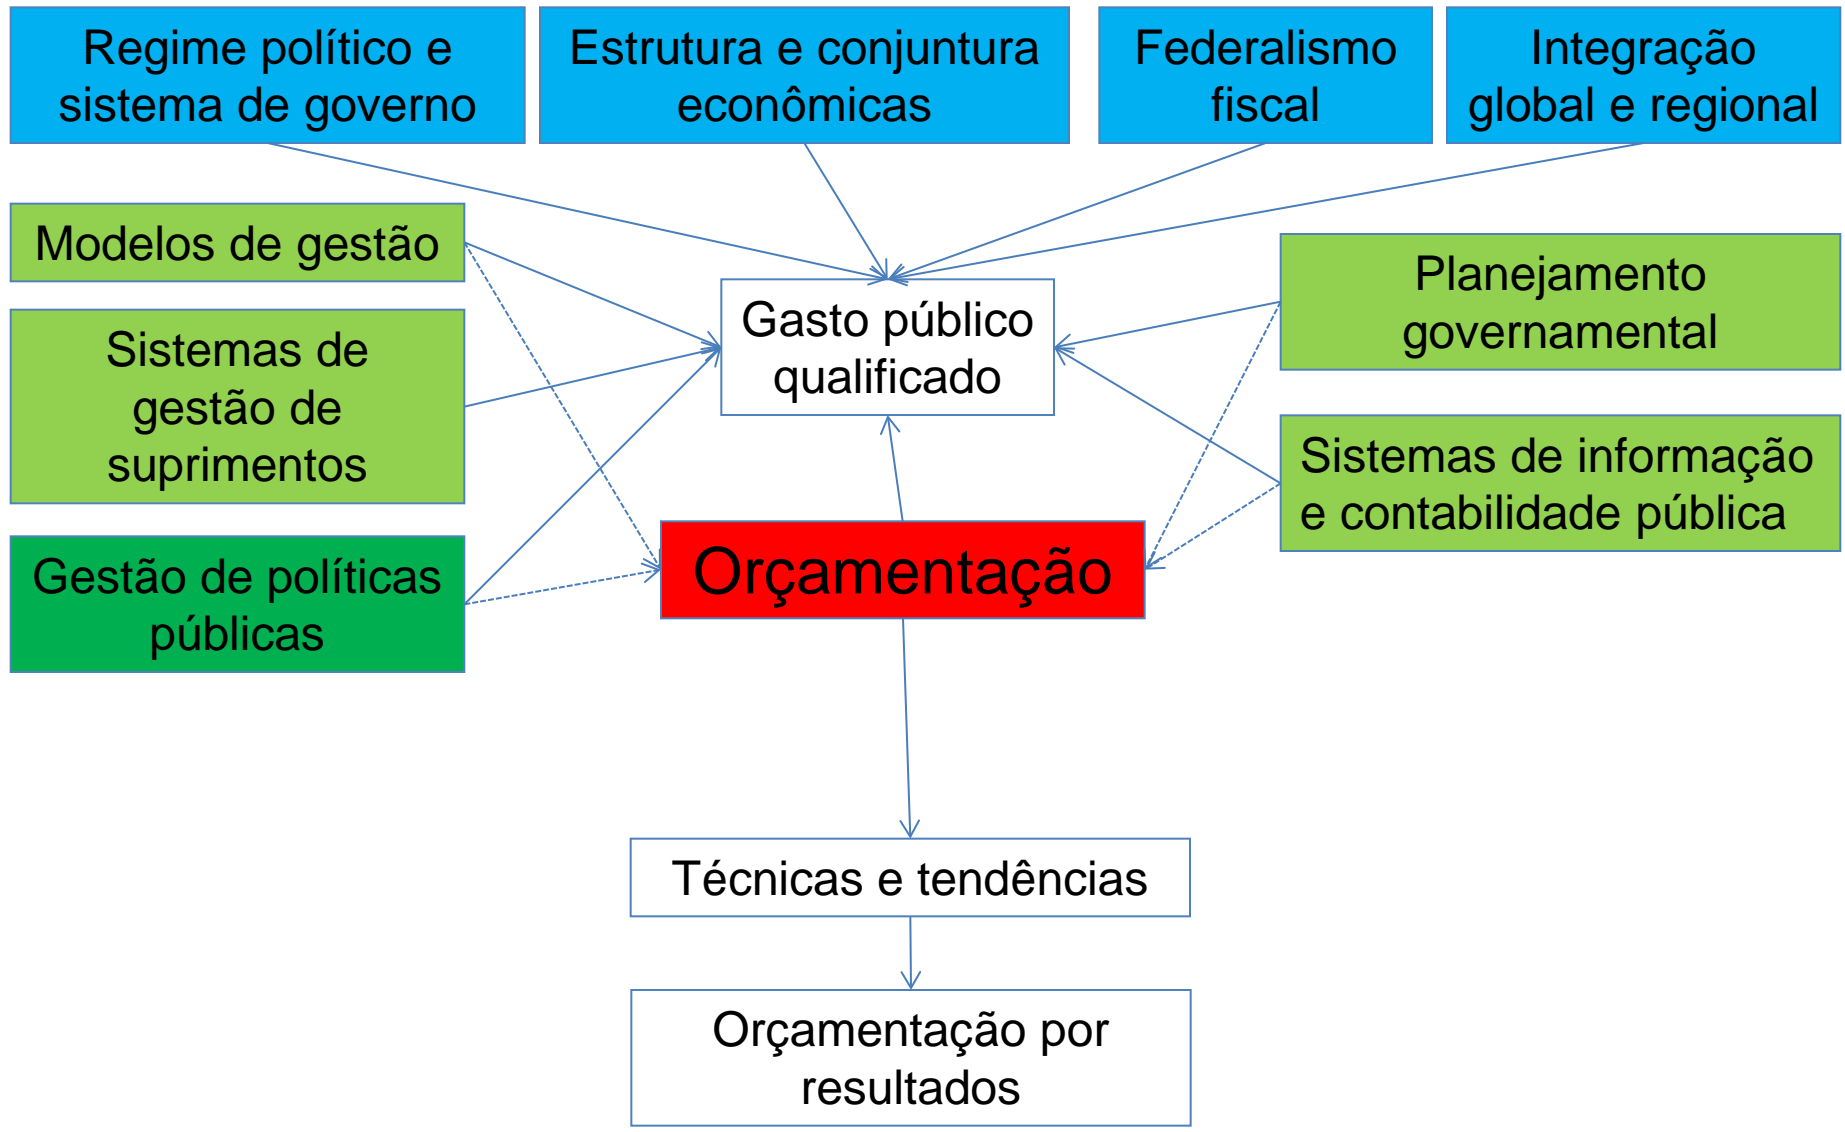 Regime político e
sistema de governo
Estrutura e conjuntura
econômicas
Federalismo
fiscal
Integração
global e regional
Modelos de gestão
Sistemas de
gestão de
suprimentos
Gestão de políticas
públicas
Gasto público
qualificado
Planejamento
governamental
Sistemas de informação
e contabilidade pública
Orçamentação
Técnicas e tendências
Orçamentação por
resultados